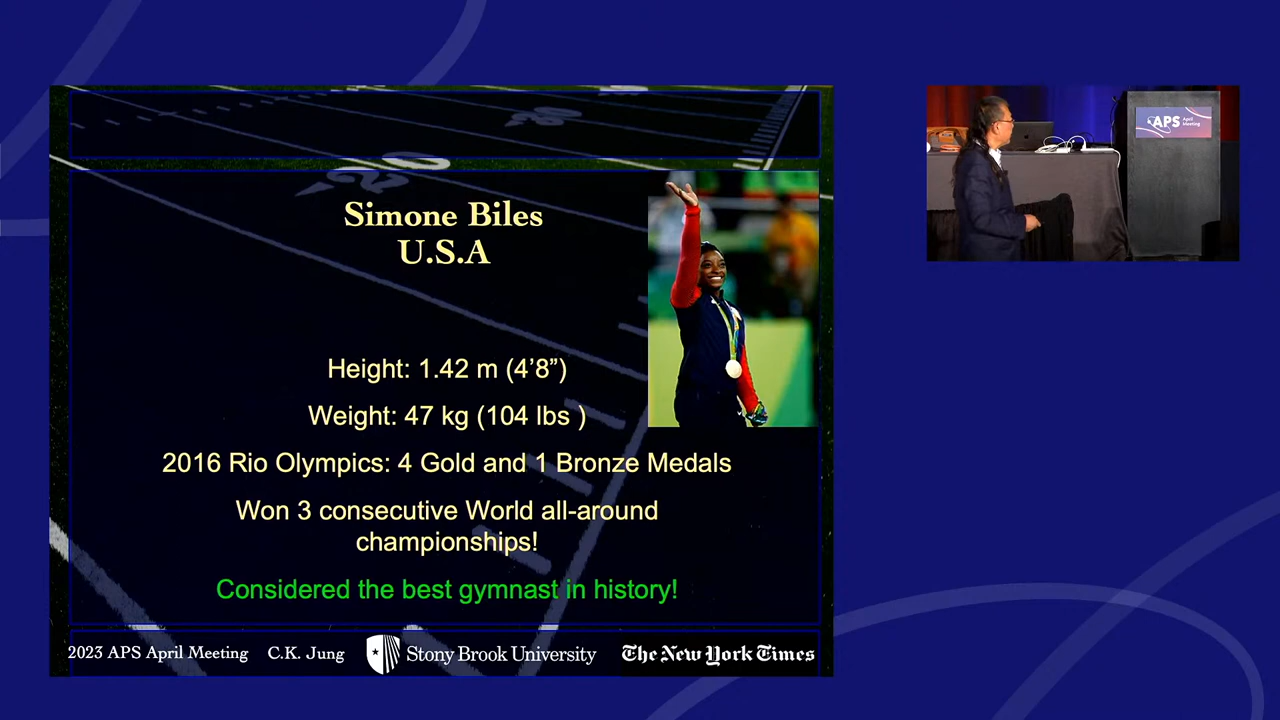 Simone Biles
U.S.A
Height: 1.42 m (4’8”)
Weight: 47 kg (104 lbs )
2016 Rio Olympics: 4 Gold and 1 Bronze Medals
Won 3 consecutive World all-around
championships!
Considered the best gymnast in history!
2023 APS April Meeting C.K. Jung Stony Brook University The New York Times
APS April
Meeting